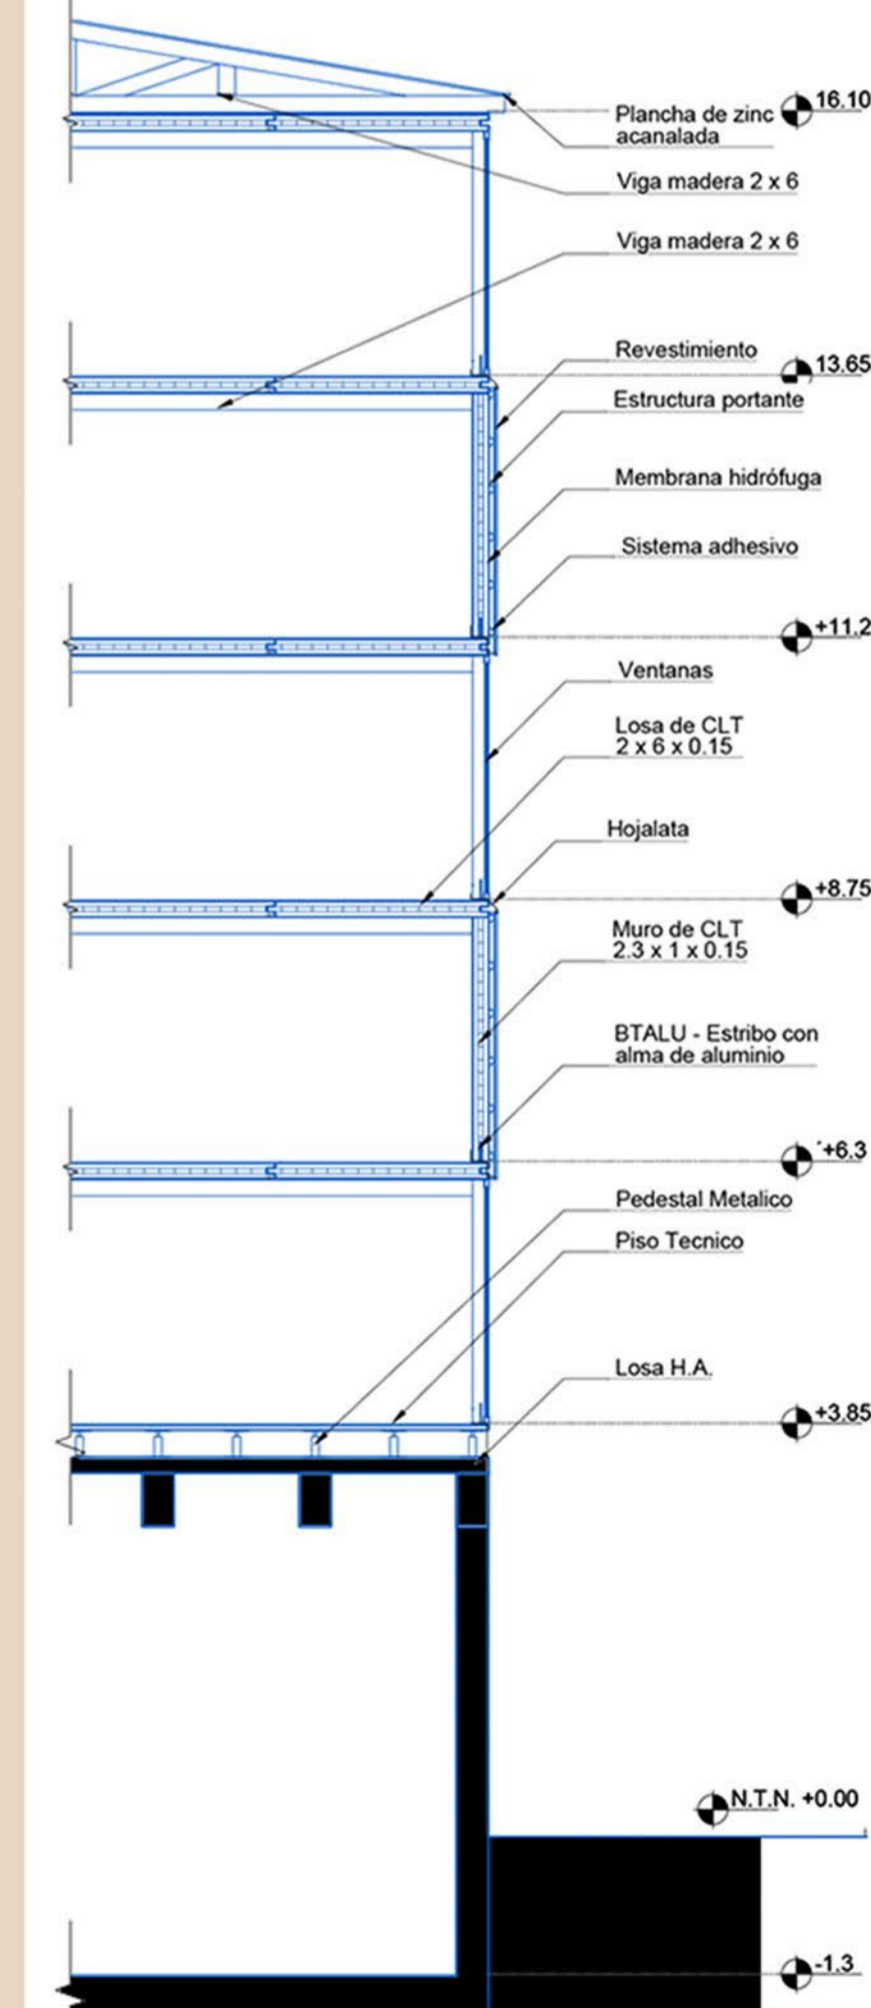 16.10
Plancha de zinc
acanalada
Viga madera 2 x 6
Viga madera 2 x 6
Revestimiento
13.65
Estructura portante
Membrana hidrófuga
Sistema adhesivo
+11.2
Ventanas
Losa de CLT
2 x 6 x 0.15
Hojalata
+8.75
Muro de CLT
2.3 x 1 x 0.15
BTALU - Estribo con
alma de aluminio
´+6.3
Pedestal Metalico
Piso Tecnico
Losa H.A.
+3.85
N.T.N. +0.00
-1.3